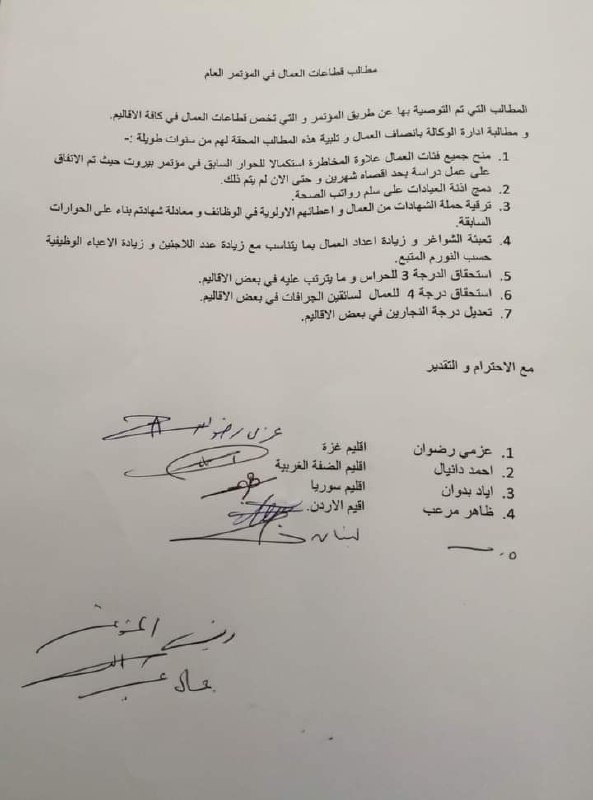 مطالب قطاعات العمال في المؤتمر العام
المطالب التي تم التوصية بها عن طريق المؤتمر و التي تخص قطاعات العمال في كافة الاقاليم.
و مطالبة ادارة الوكالة بانصاف العمال و تلبية هذه المطالب المحقة لهم من سنوات طويلة :-
1. منح جميع فئات العمال علاوة المخاطرة استكمالا للحوار السابق في مؤتمر بيروت حيث تم الاتفاق
على عمل دراسة بحد اقصاه شهرين و حتى الان لم يتم ذلك.
2. دمج اذنة العيادات على سلم رواتب الصحة.
3. ترقية حملة الشهادات من العمال و اعطائهم الاولوية في الوظائف و معادلة شهادتم بناء على الحوارات
السابقة.
4. تعبئة الشواغر و زيادة اعداد العمال بما يتناسب مع زيادة عدد اللاجئين و زيادة الاعباء الوظيفية
حسب النورم المتبع.
5. استحقاق الدرجة 3 للحراس و ما يترتب عليه في بعض الاقاليم.
6. استحقاق درجة 4 للعمال لسائقين الجرافات في بعض الاقاليم.
7. تعديل درجة النجارين في بعض الاقاليم.
مع الاحترام و التقدير
1. عزمي رضوان اقليم غزة عزمي رضوان
2. احمد دانيال اقليم الضفة الغربية
3. اياد بدوان اقليم سوريا
4. ظاهر مرعب اقيم الاردن.
5. لبنان
رئيس المؤتمر